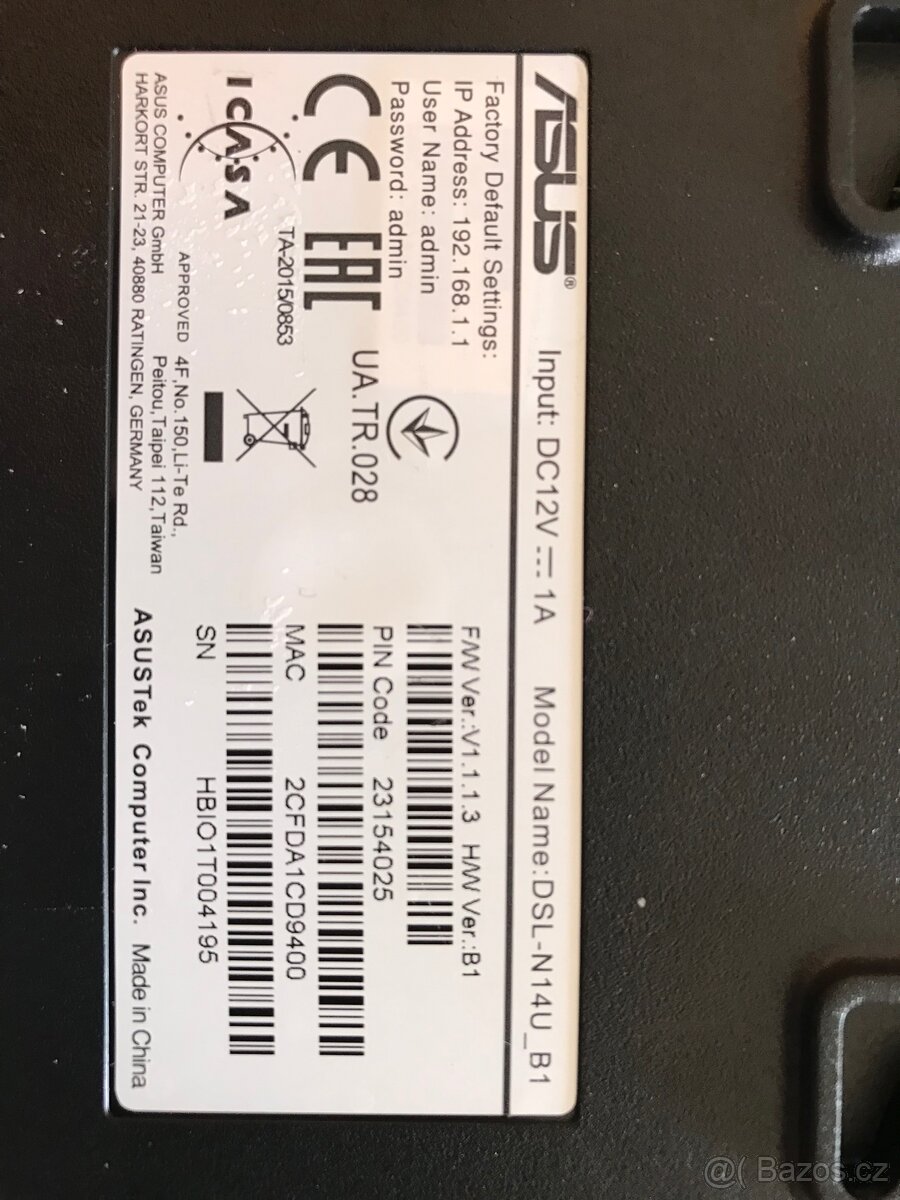 ASUS® Input: DC12V 1A Model Name:DSL-N14U_B1
Factory Default Settings:
IP Address: 192.168.1.1
User Name: admin
Password: admin
F/W Ver.:V1.1.1.3 H/W Ver.:B1
PIN Code 23154025
MAC 2CFDA1CD9400
SN HBIO1T004195
CE EAC
UA.TR.028
ICASA
TA-2015/0853
APPROVED
4F,No.150,Li-Te Rd.,
Peitou,Taipei 112,Taiwan
ASUS COMPUTER GmbH
HARKORT STR. 21-23, 40880 RATINGEN, GERMANY
ASUSTek Computer Inc. Made in China
@( Bazos.cz